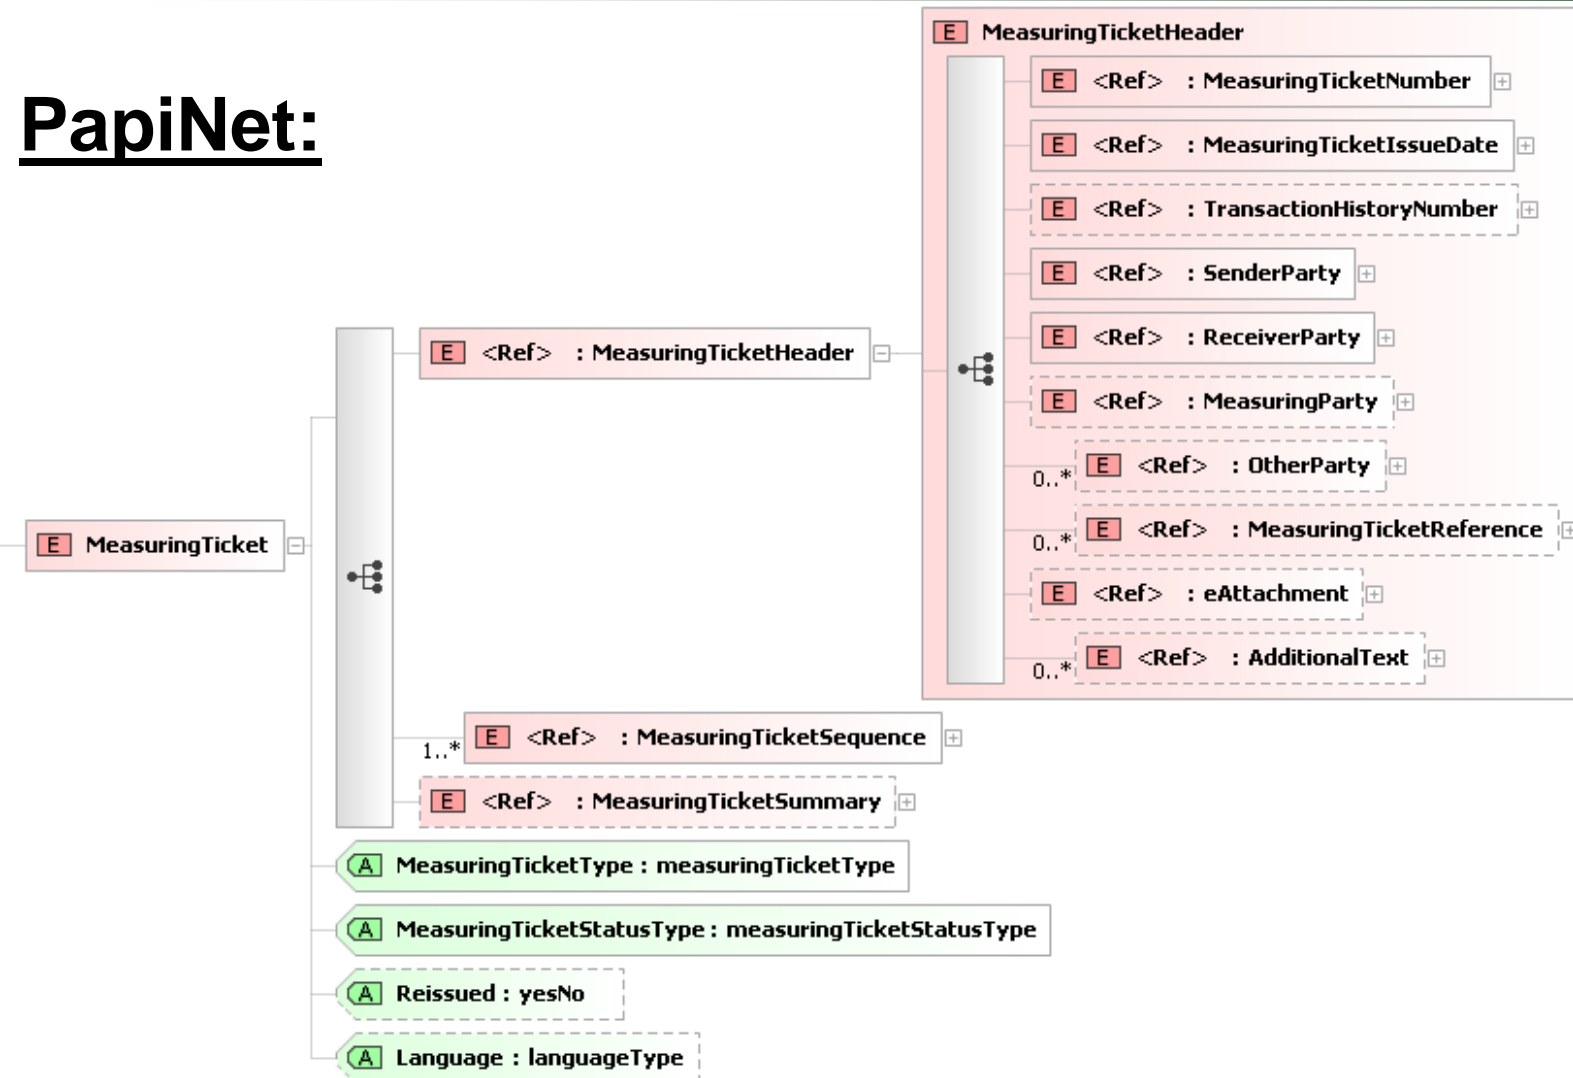 PapiNet:
E MeasuringTicketHeader
E <Ref> : MeasuringTicketNumber
E <Ref> : MeasuringTicketIssueDate
E <Ref> : TransactionHistoryNumber
E <Ref> : SenderParty
E <Ref> : ReceiverParty
E <Ref> : MeasuringParty
0..* E <Ref> : OtherParty
0..* E <Ref> : MeasuringTicketReference
E <Ref> : eAttachment
0..* E <Ref> : AdditionalText
E <Ref> : MeasuringTicketHeader
E MeasuringTicket
1..* E <Ref> : MeasuringTicketSequence
E <Ref> : MeasuringTicketSummary
A MeasuringTicketType : measuringTicketType
A MeasuringTicketStatusType : measuringTicketStatusType
A Reissued : yesNo
A Language : languageType